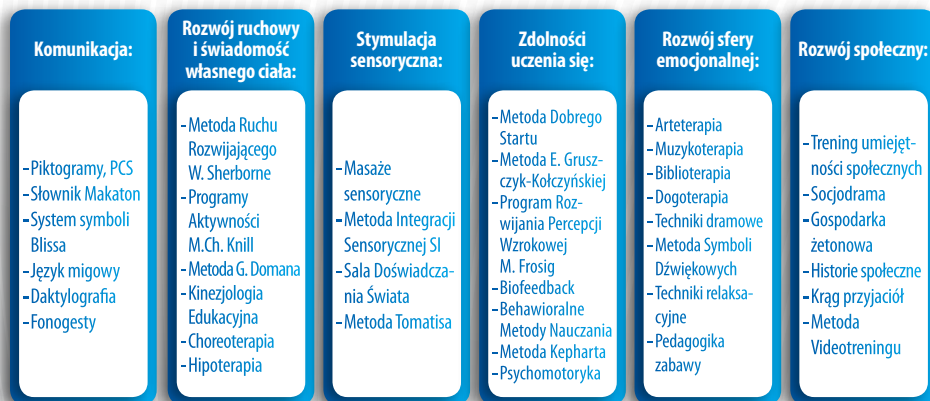 Komunikacja:
- Piktogramy, PCS
- Słownik Makaton
- System symboli
Blissa
- Język migowy
- Daktylografia
- Fonogesty
Rozwój ruchowy
i świadomość
własnego ciała:
- Metoda Ruchu
Rozwijającego
W. Sherborne
- Programy
Aktywności
M.Ch. Knill
- Metoda G. Domana
- Kinezjologia
Edukacyjna
- Choreoterapia
- Hipoterapia
Stymulacja
sensoryczna:
- Masaże
sensoryczne
- Metoda Integracji
Sensorycznej SI
- Sala Doświadcza-
nia Świata
- Metoda Tomatisa
Zdolności
uczenia się:
- Metoda Dobrego
Startu
- Metoda E. Grusz-
czyk-Kołczyńskiej
- Program Roz-
wijania Percepcji
Wzrokowej
M. Frosig
- Biofeedback
- Behawioralne
Metody Nauczania
- Metoda Kepharta
- Psychomotoryka
Rozwój sfery
emocjonalnej:
- Arteterapia
- Muzykoterapia
- Biblioterapia
- Dogoterapia
- Techniki dramowe
- Metoda Symboli
Dźwiękowych
- Techniki relaksa-
cyjne
- Pedagogika
zabawy
Rozwój społeczny:
- Trening umiejęt-
ności społecznych
- Socjodrama
- Gospodarka
żetonowa
- Historie społeczne
- Krąg przyjaciół
- Metoda
Videotreningu